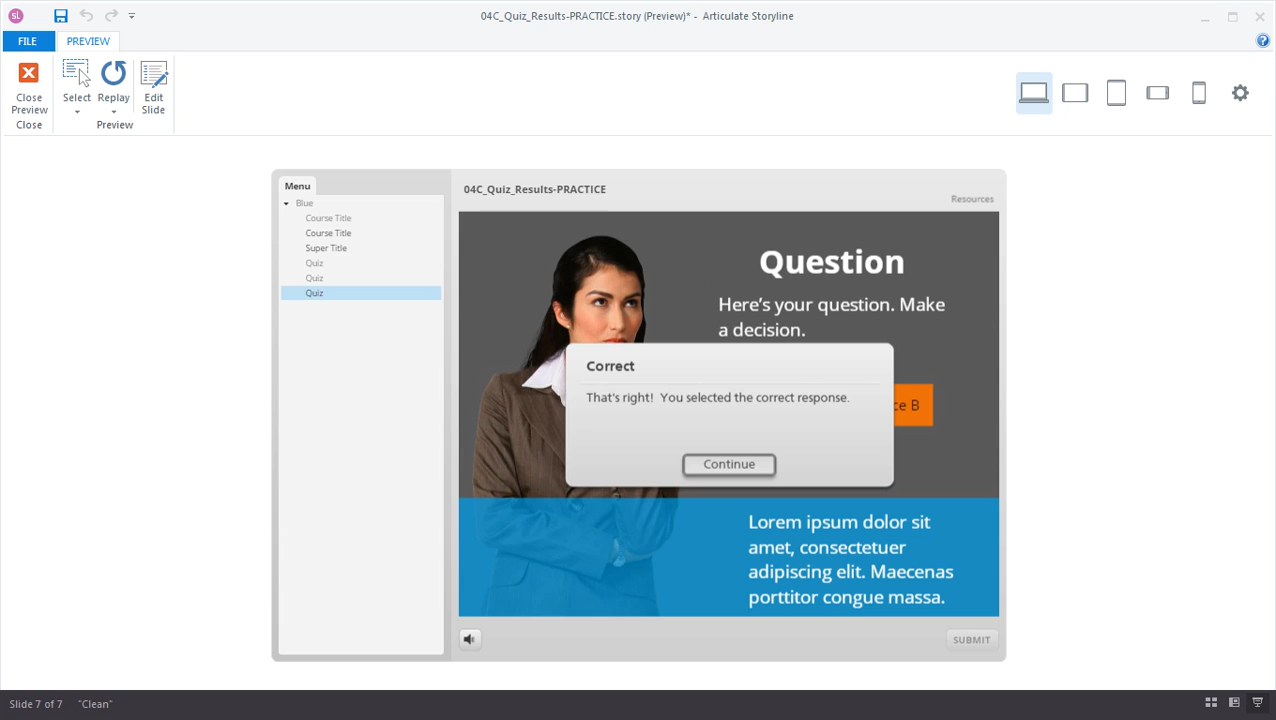 sl
04C_Quiz_Results-PRACTICE.story (Preview)* - Articulate Storyline
FILE
PREVIEW
?
Close
Preview
Select
Replay
Edit
Slide
Close
Preview
Menu
Blue
Course Title
Course Title
Super Title
Quiz
Quiz
Quiz
04C_Quiz_Results-PRACTICE
Resources
Question
Here’s your question. Make
a decision.
Correct
That's right!  You selected the correct response.
Continue
ce B
Lorem ipsum dolor sit
amet, consectetuer
adipiscing elit. Maecenas
porttitor congue massa.
SUBMIT
Slide 7 of 7
"Clean"